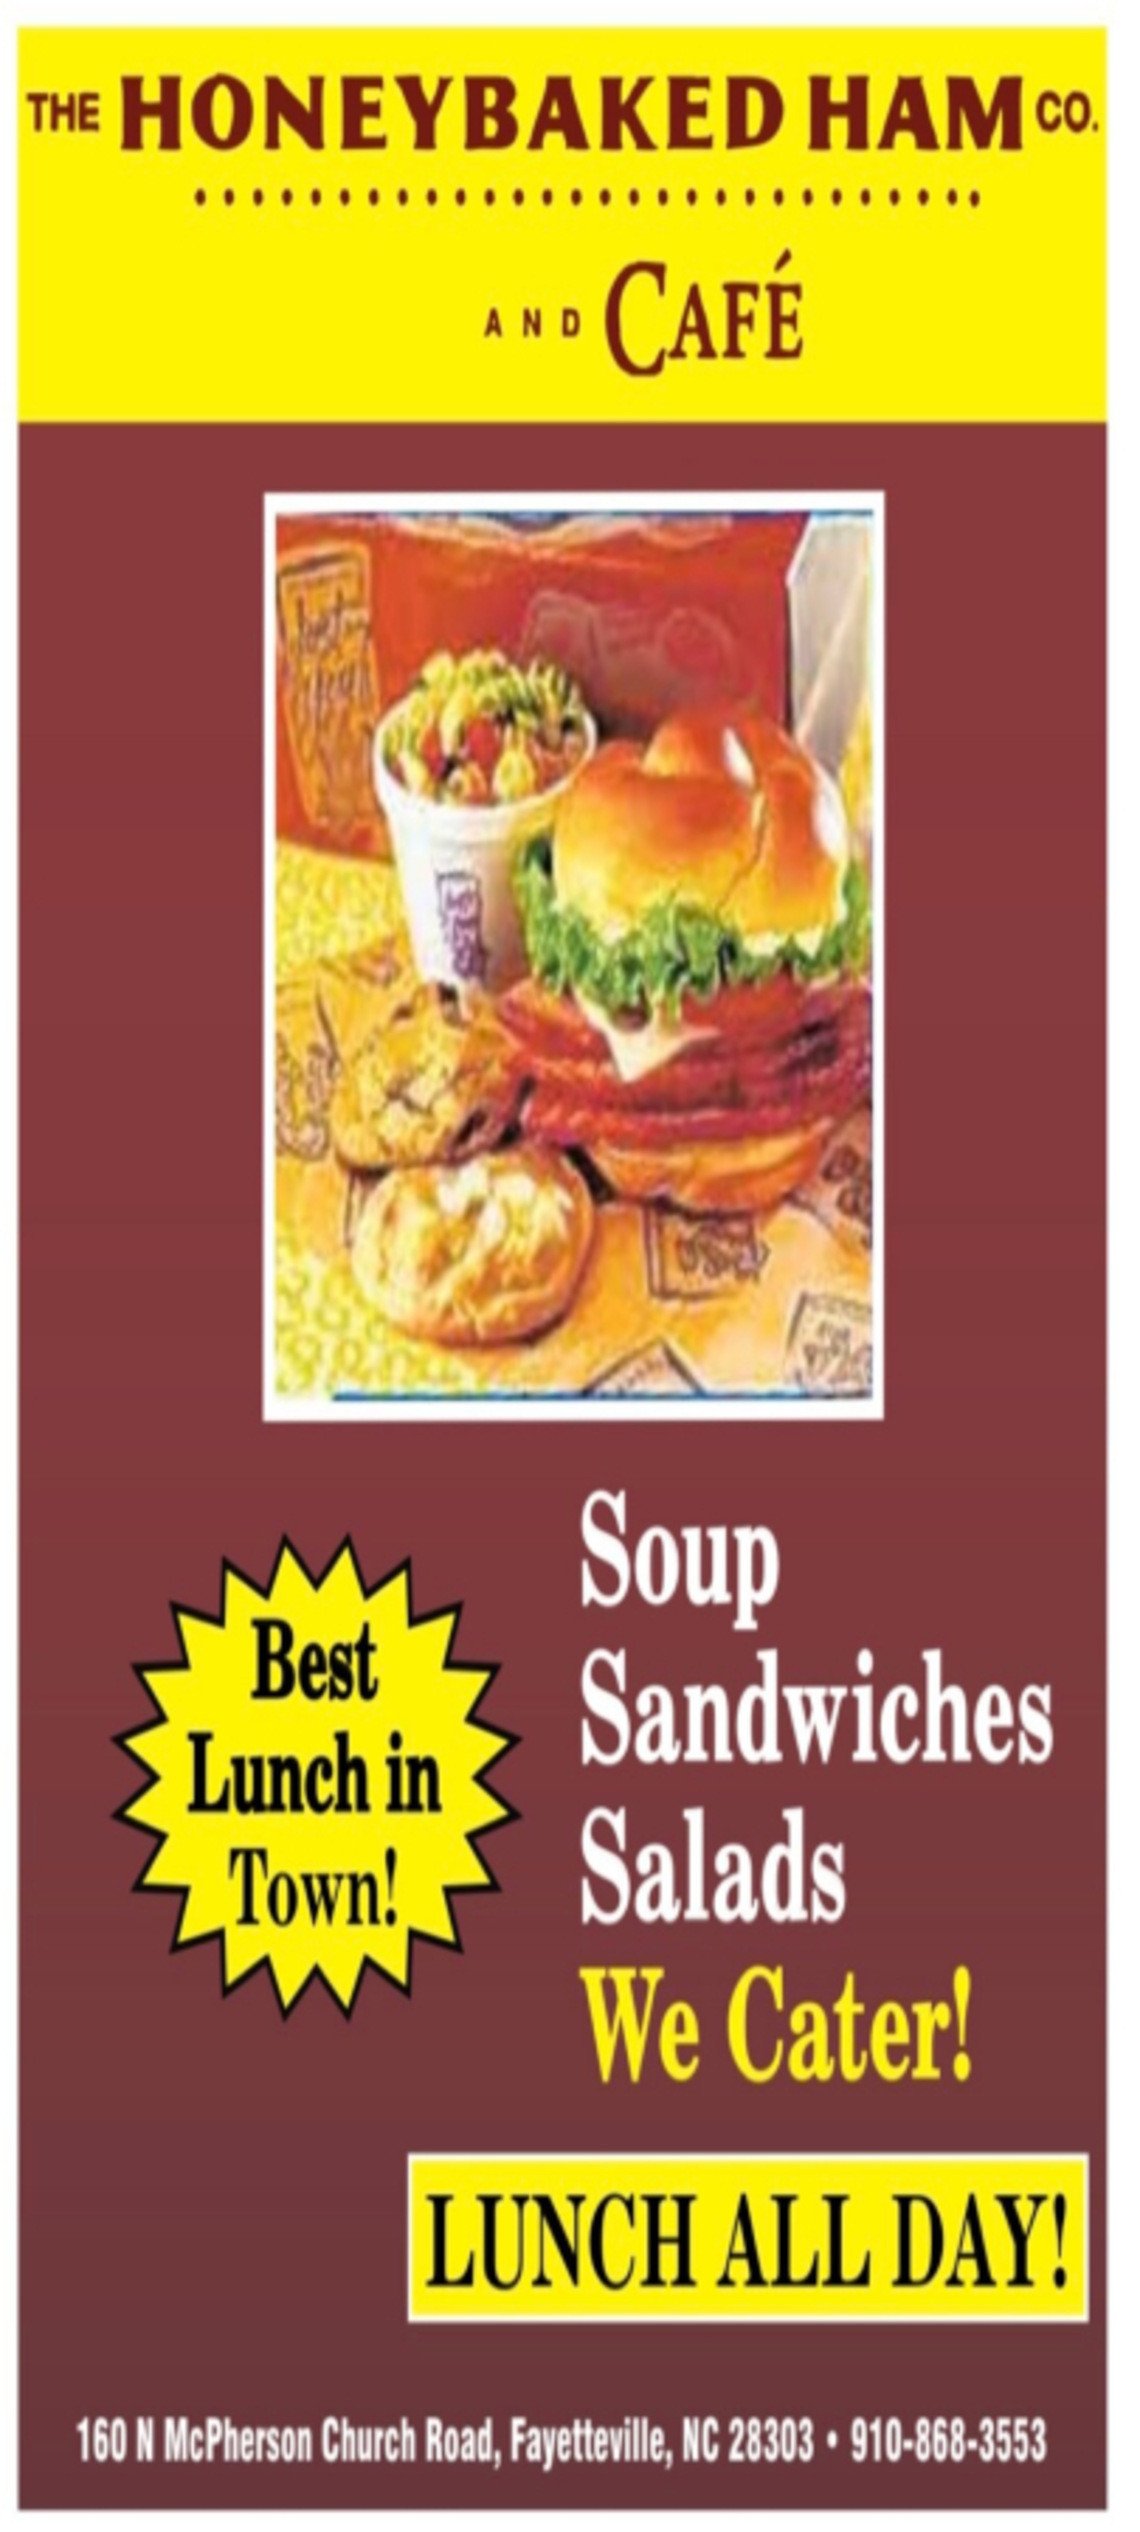 THE HONEYBAKED HAM CO.
AND CAFÉ
Best
Lunch in
Town!
Soup
Sandwiches
Salads
We Cater!
LUNCH ALL DAY!
160 N McPherson Church Road, Fayetteville, NC 28303 • 910-868-3553